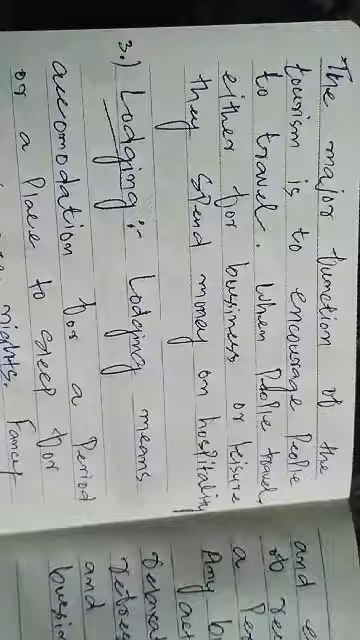 The major function of the
tourism is to encourage People
to travel. When People travel
either for business or leisure
they spend money on hospitality
3.) Lodging :- Lodging means
accomodation for a Period
or a Place to sleep for
nights. Fancy
and
to
a
Any
and